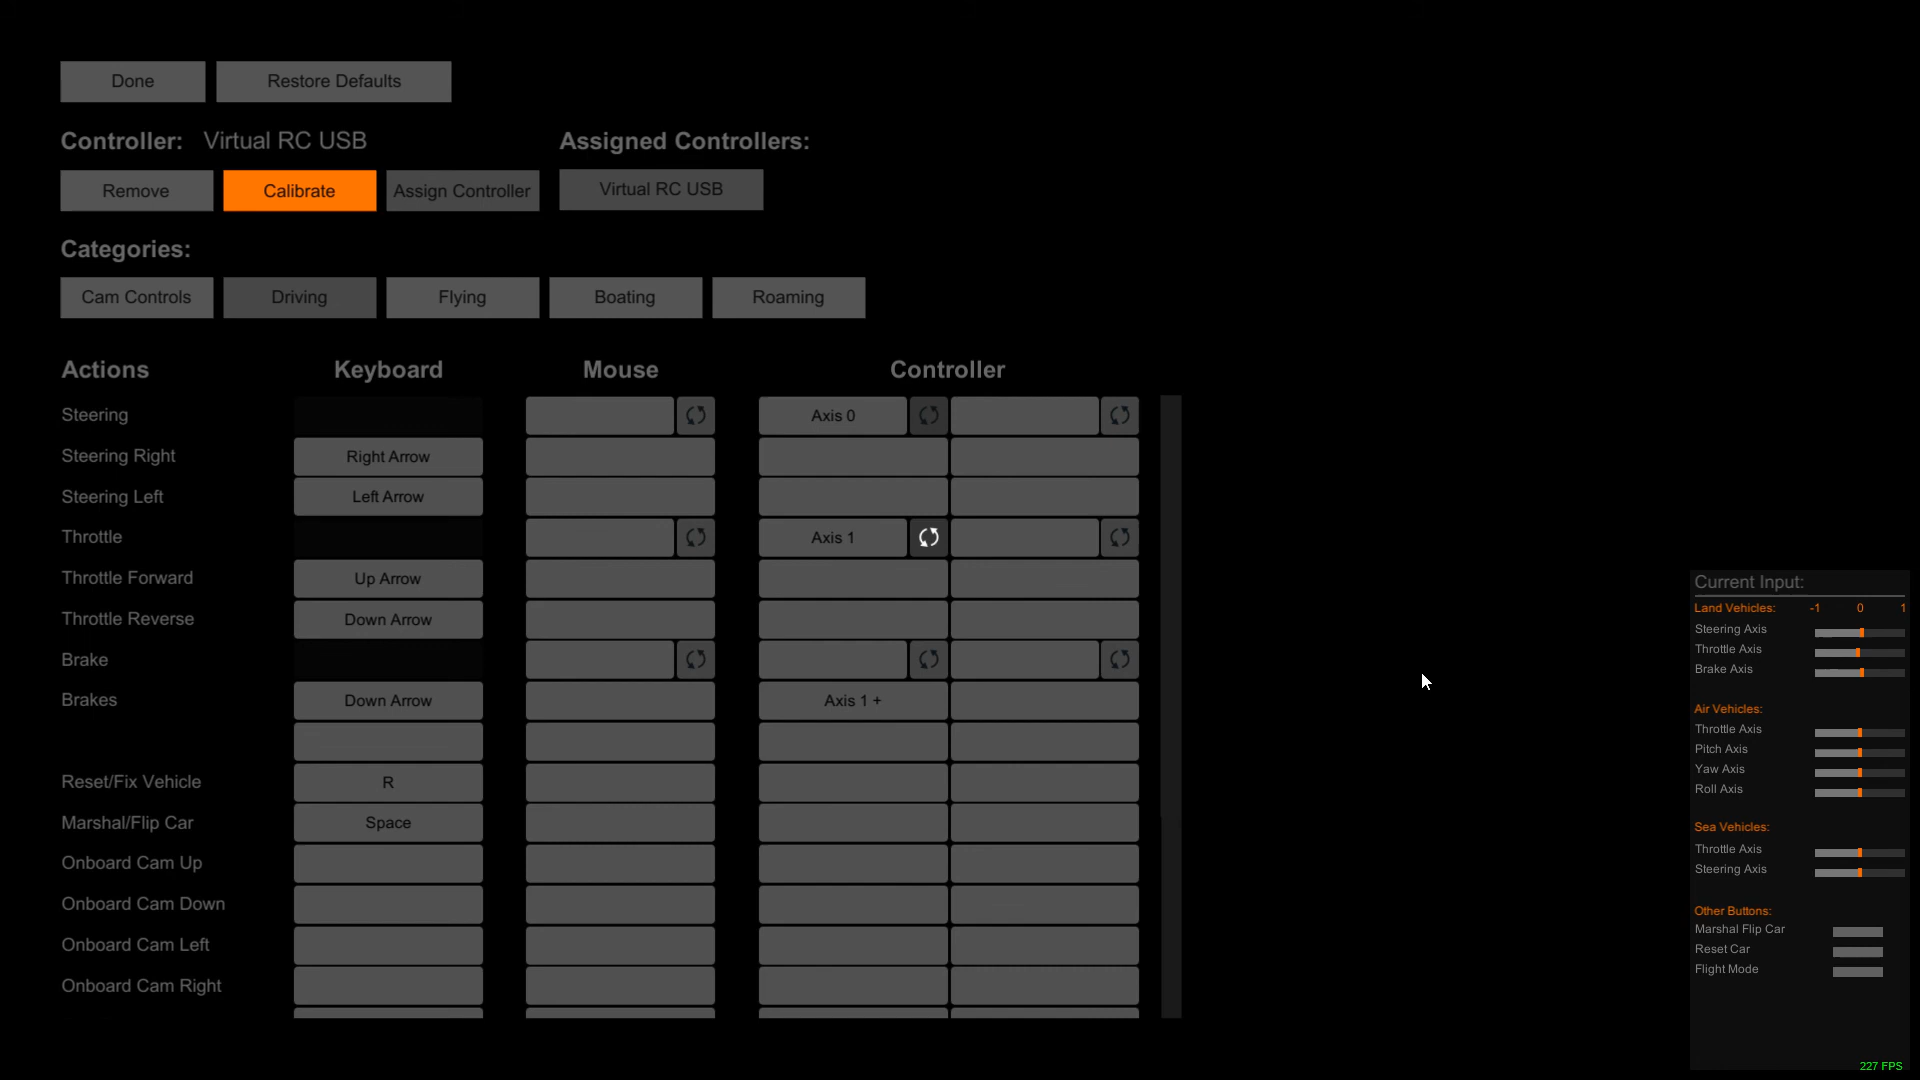 Done Restore Defaults
Controller: Virtual RC USB Assigned Controllers:
Remove Calibrate Assign Controller Virtual RC USB
Categories:
Cam Controls Driving Flying Boating Roaming
Actions Keyboard Mouse Controller
Steering Axis 0
Steering Right Right Arrow
Steering Left Left Arrow
Throttle Axis 1
Throttle Forward Up Arrow
Throttle Reverse Down Arrow
Brake
Brakes Down Arrow Axis 1 +
Reset/Fix Vehicle R
Marshal/Flip Car Space
Onboard Cam Up
Onboard Cam Down
Onboard Cam Left
Onboard Cam Right
Current Input:
Land Vehicles: -1 0 1
Steering Axis
Throttle Axis
Brake Axis
Air Vehicles:
Throttle Axis
Pitch Axis
Yaw Axis
Roll Axis
Sea Vehicles:
Throttle Axis
Steering Axis
Other Buttons:
Marshal Flip Car
Reset Car
Flight Mode
227 FPS